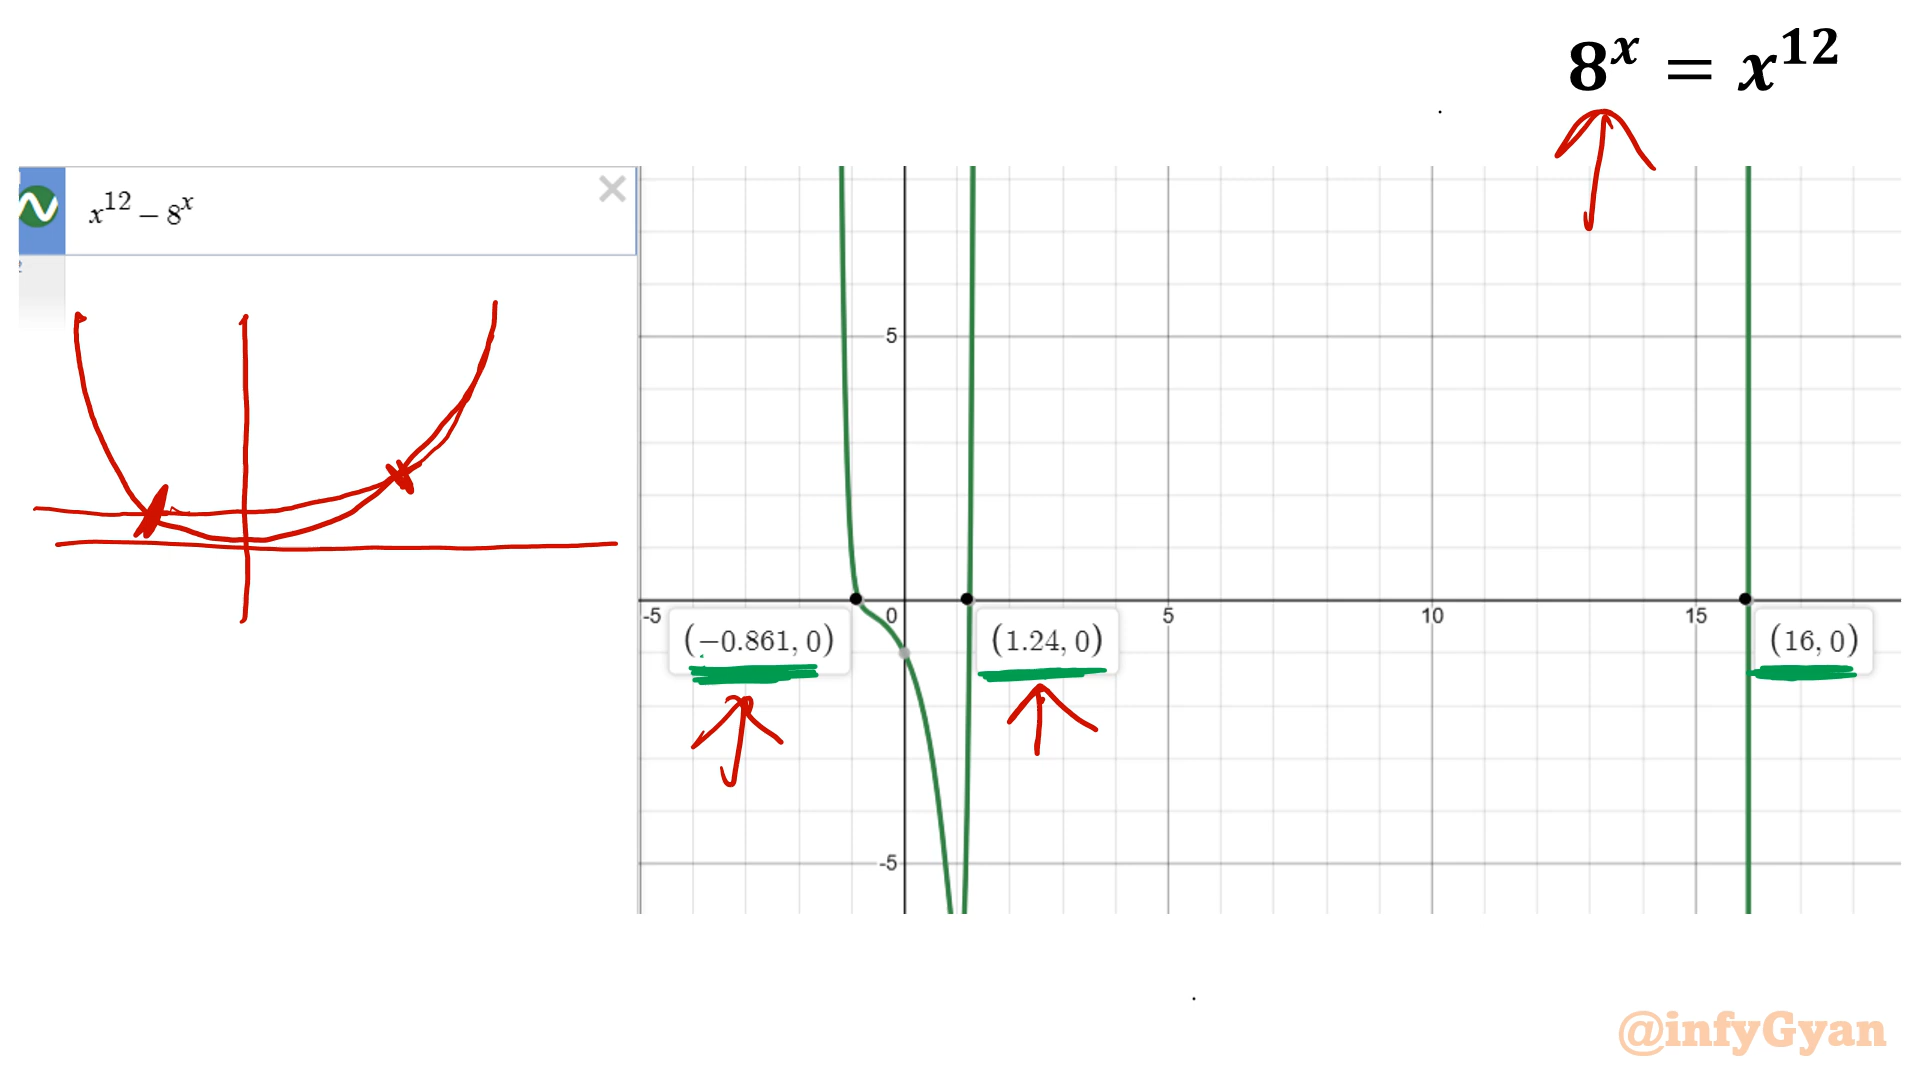 8^x = x^12
x^12 − 8^x
2
5
-5 0 5 10 15
(−0.861, 0) (1.24, 0) (16, 0)
-5
@infyGyan